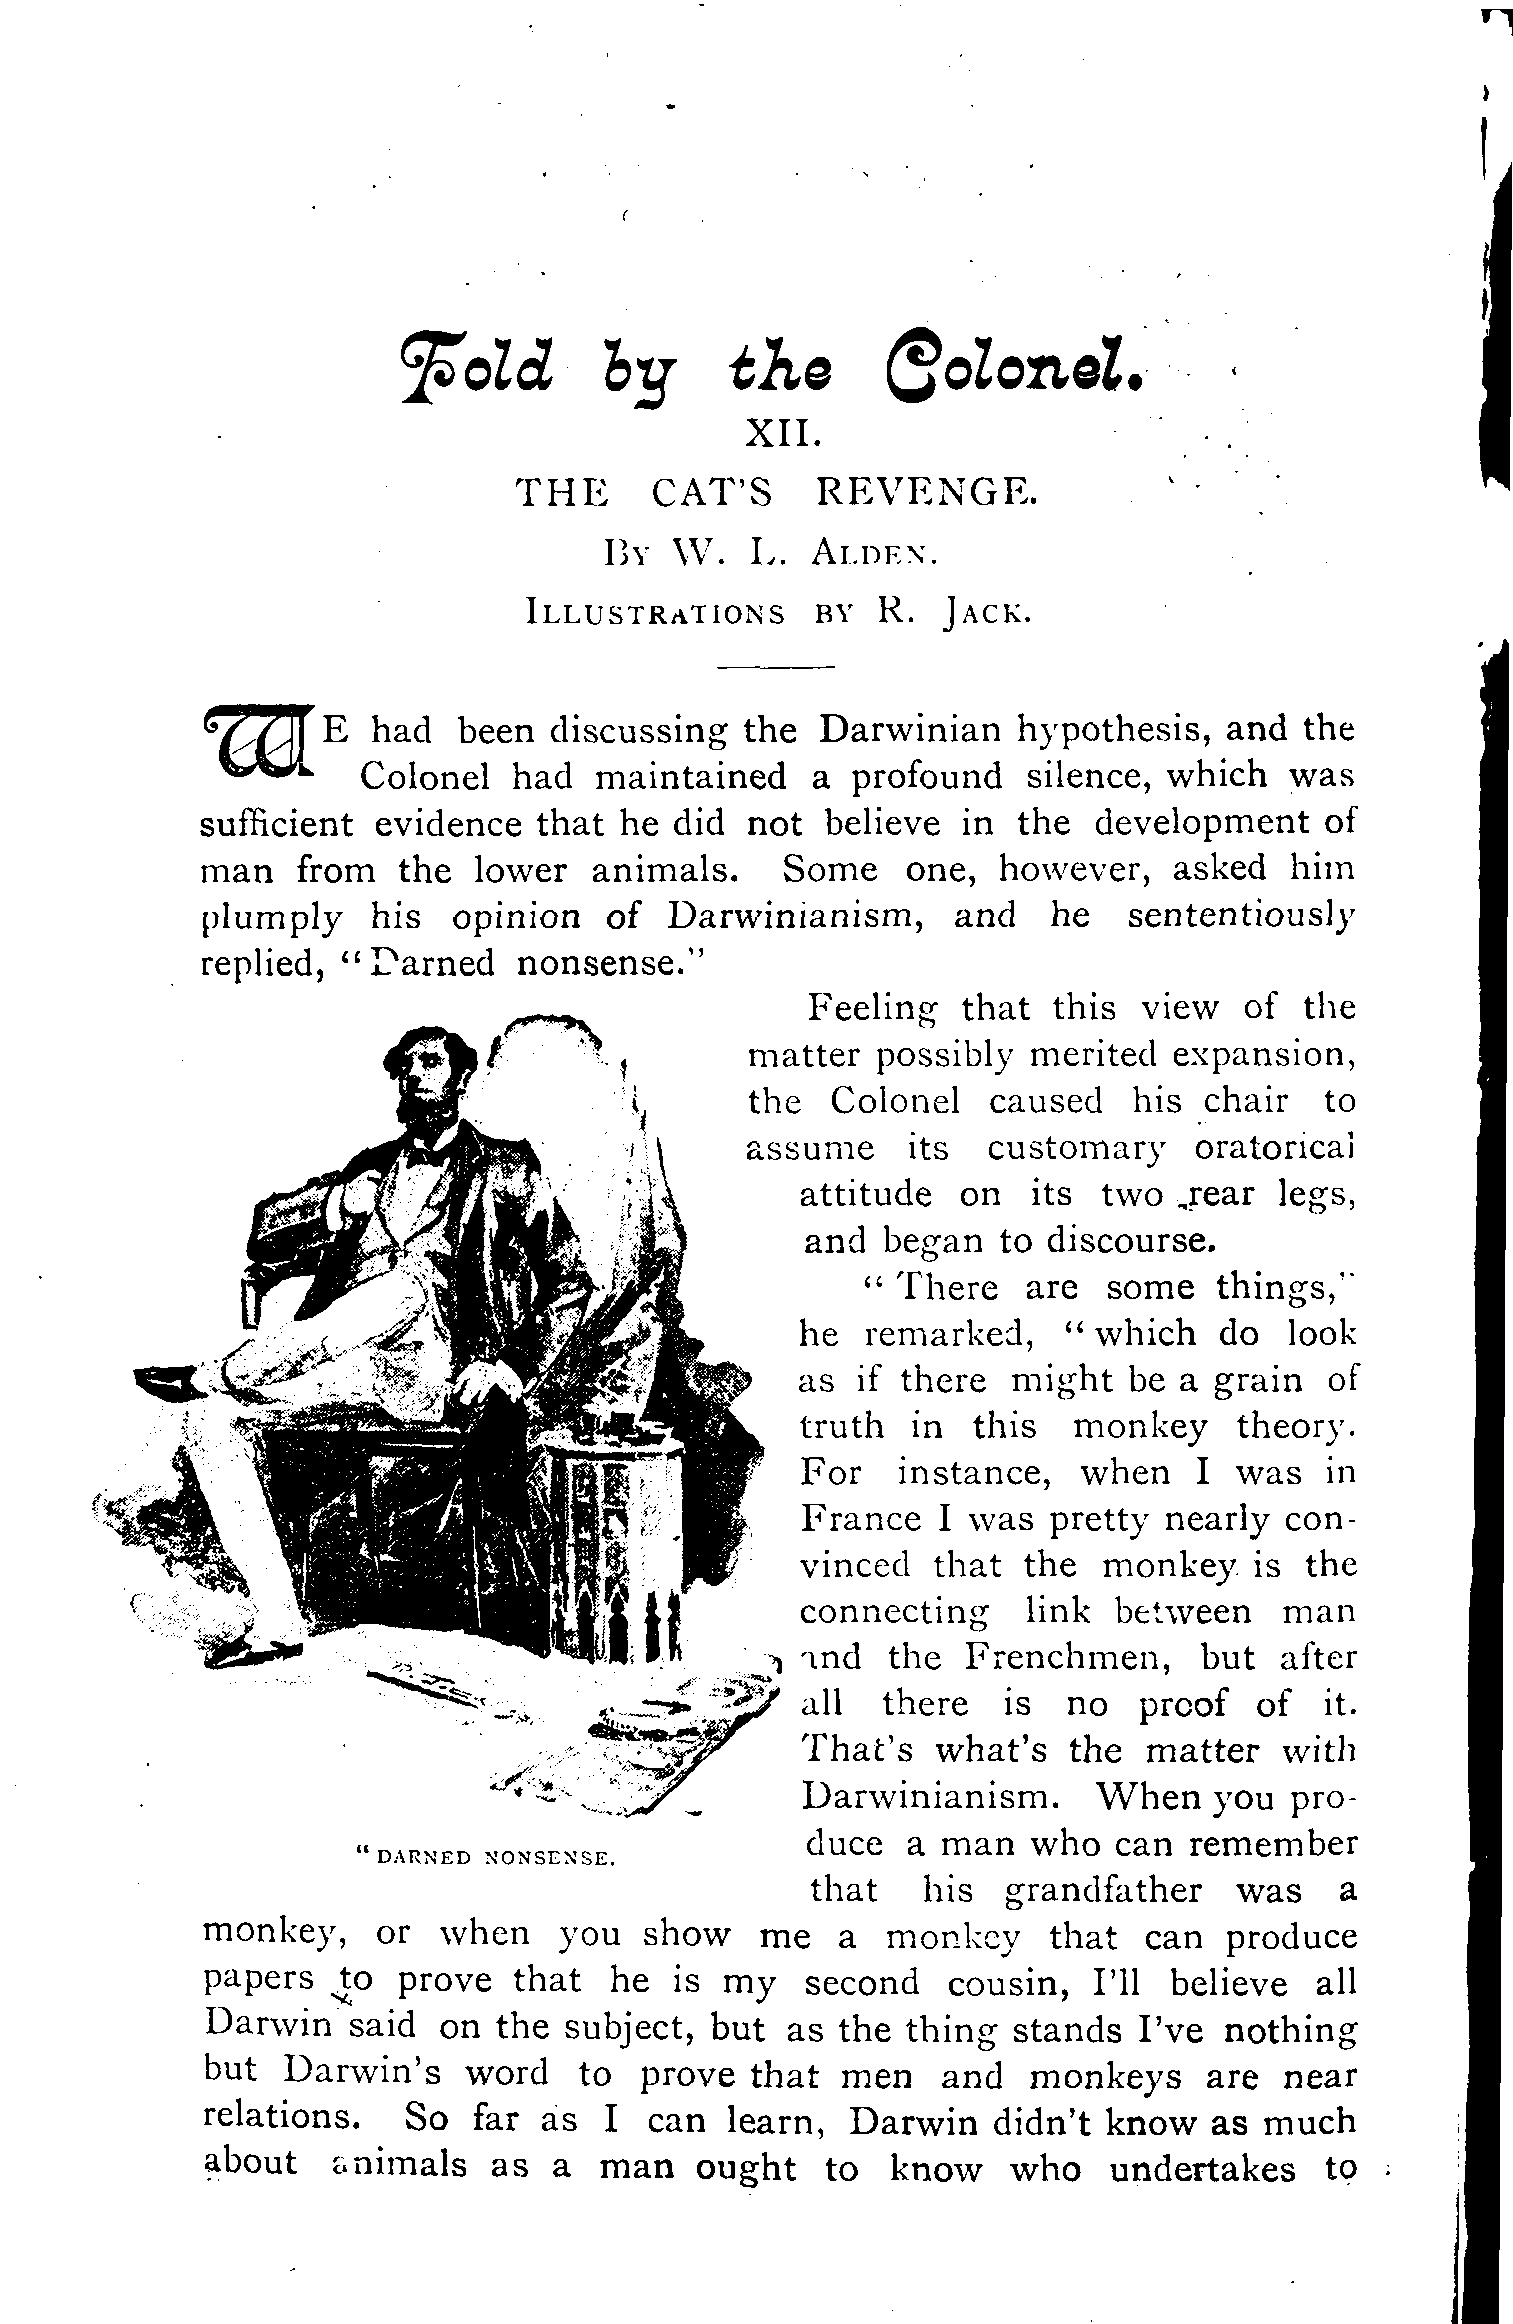 Told by the Colonel.
XII.
THE CAT'S REVENGE.
BY W. L. ALDEN.
ILLUSTRATIONS BY R. JACK.
WE had been discussing the Darwinian hypothesis, and the
Colonel had maintained a profound silence, which was
sufficient evidence that he did not believe in the development of
man from the lower animals. Some one, however, asked him
plumply his opinion of Darwinianism, and he sententiously
replied, "Darned nonsense."
Feeling that this view of the
matter possibly merited expansion,
the Colonel caused his chair to
assume its customary oratorical
attitude on its two rear legs,
and began to discourse.
"There are some things,"
he remarked, "which do look
as if there might be a grain of
truth in this monkey theory.
For instance, when I was in
France I was pretty nearly con-
vinced that the monkey is the
connecting link between man
and the Frenchmen, but after
all there is no proof of it.
That's what's the matter with
Darwinianism. When you pro-
duce a man who can remember
that his grandfather was a
monkey, or when you show me a monkey that can produce
papers to prove that he is my second cousin, I'll believe all
Darwin said on the subject, but as the thing stands I've nothing
but Darwin's word to prove that men and monkeys are near
relations. So far as I can learn, Darwin didn't know as much
about animals as a man ought to know who undertakes to
"DARNED NONSENSE.